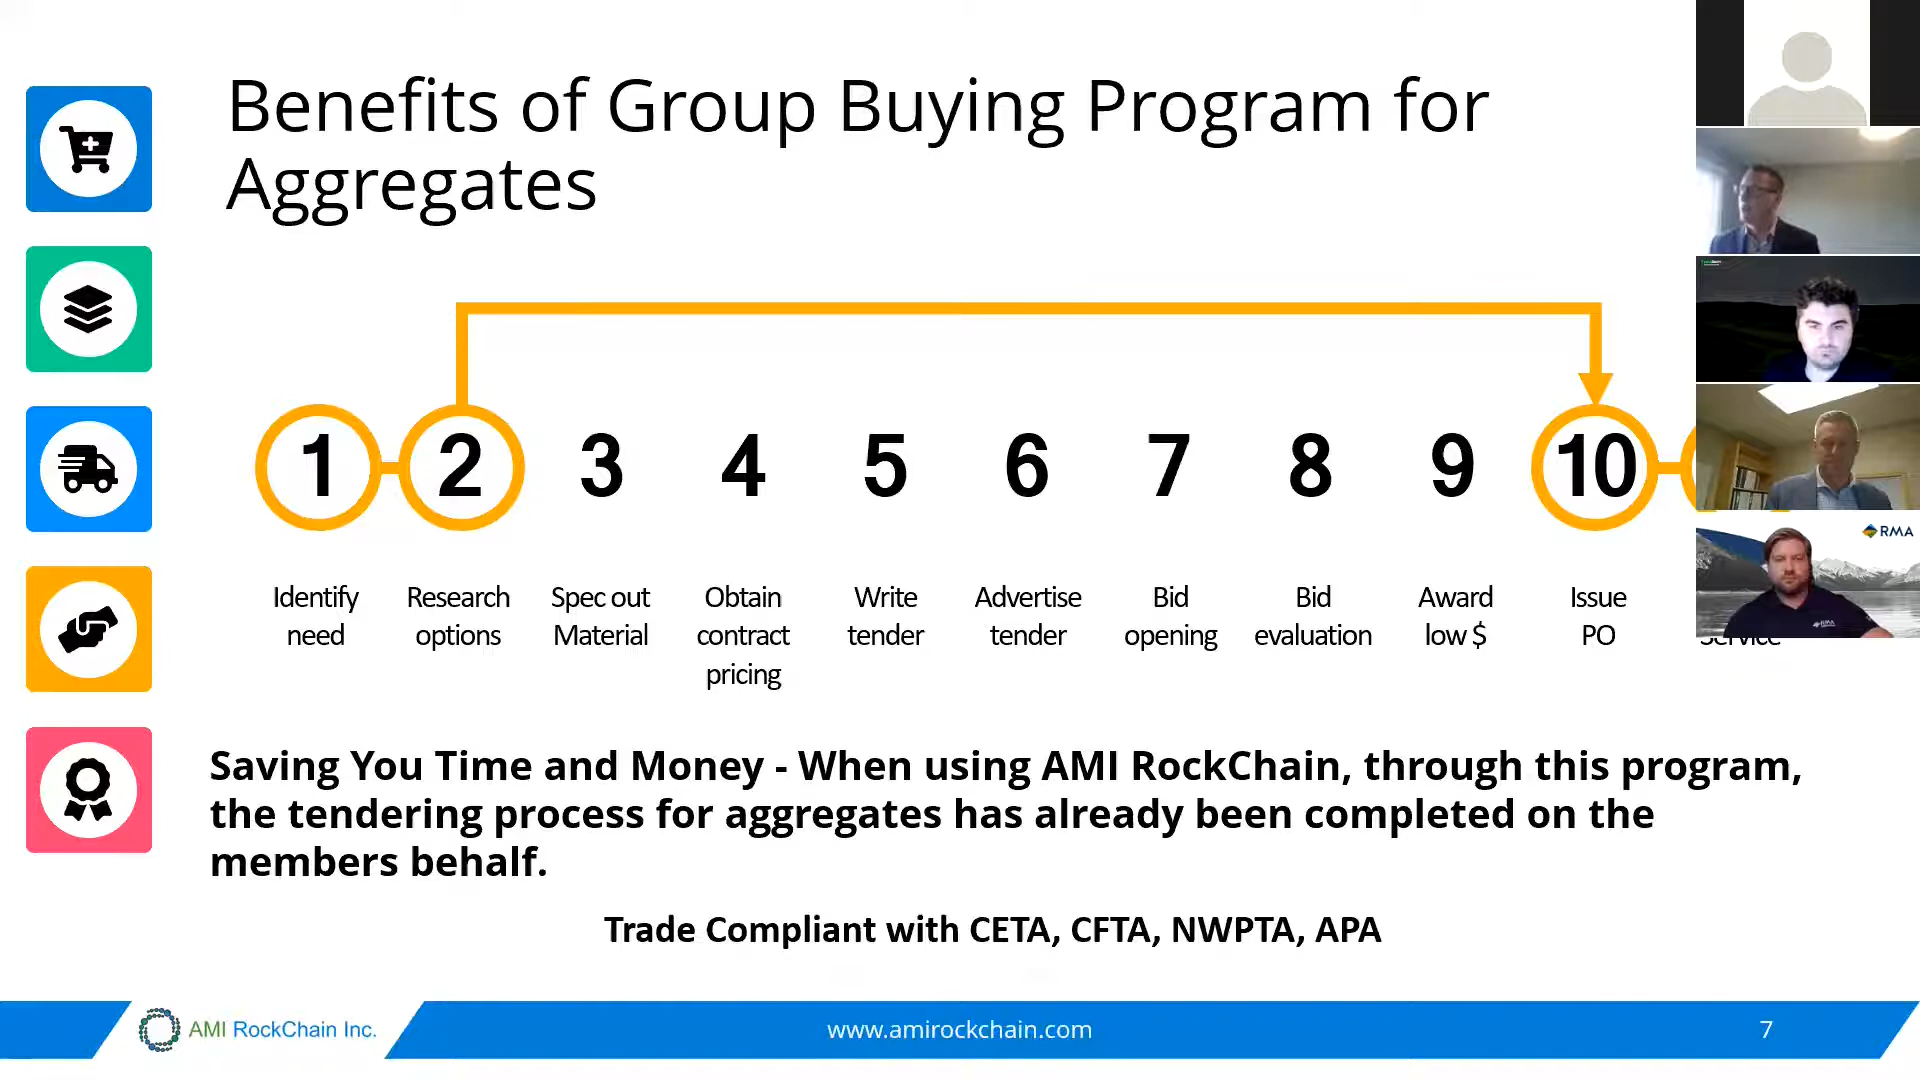 Benefits of Group Buying Program for
Aggregates
1 2 3 4 5 6 7 8 9 10
Identify need
Research options
Spec out Material
Obtain contract pricing
Write tender
Advertise tender
Bid opening
Bid evaluation
Award low $
Issue PO
Saving You Time and Money - When using AMI RockChain, through this program,
the tendering process for aggregates has already been completed on the
members behalf.
Trade Compliant with CETA, CFTA, NWPTA, APA
AMI RockChain Inc.
www.amirockchain.com
7
RMA
RMA